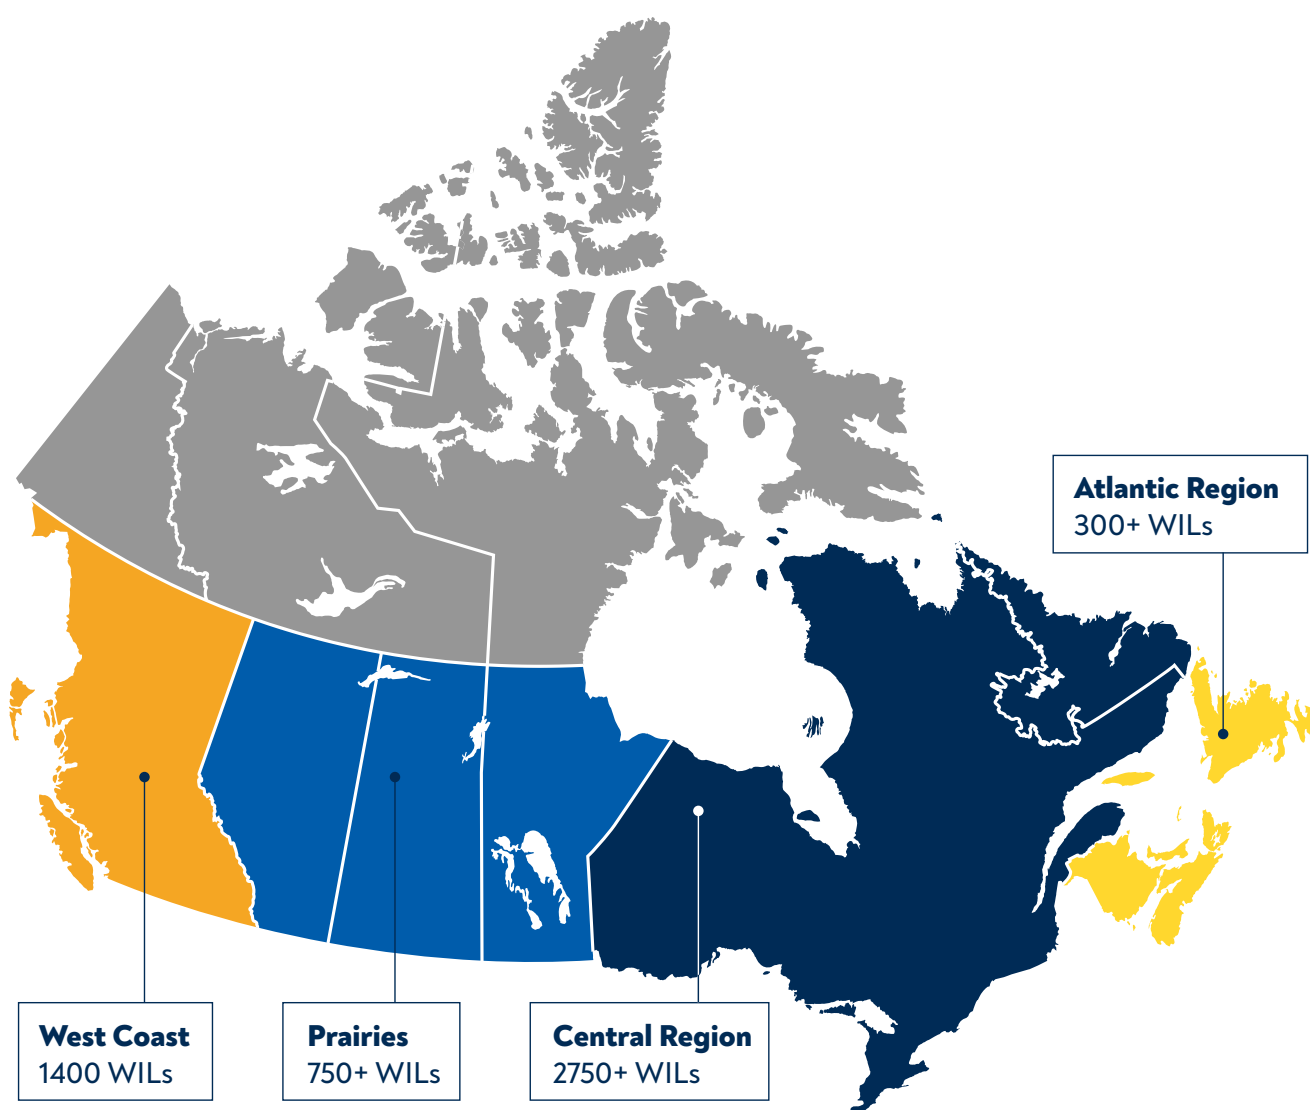 Atlantic Region
300+ WILs
West Coast
1400 WILs
Prairies
750+ WILs
Central Region
2750+ WILs